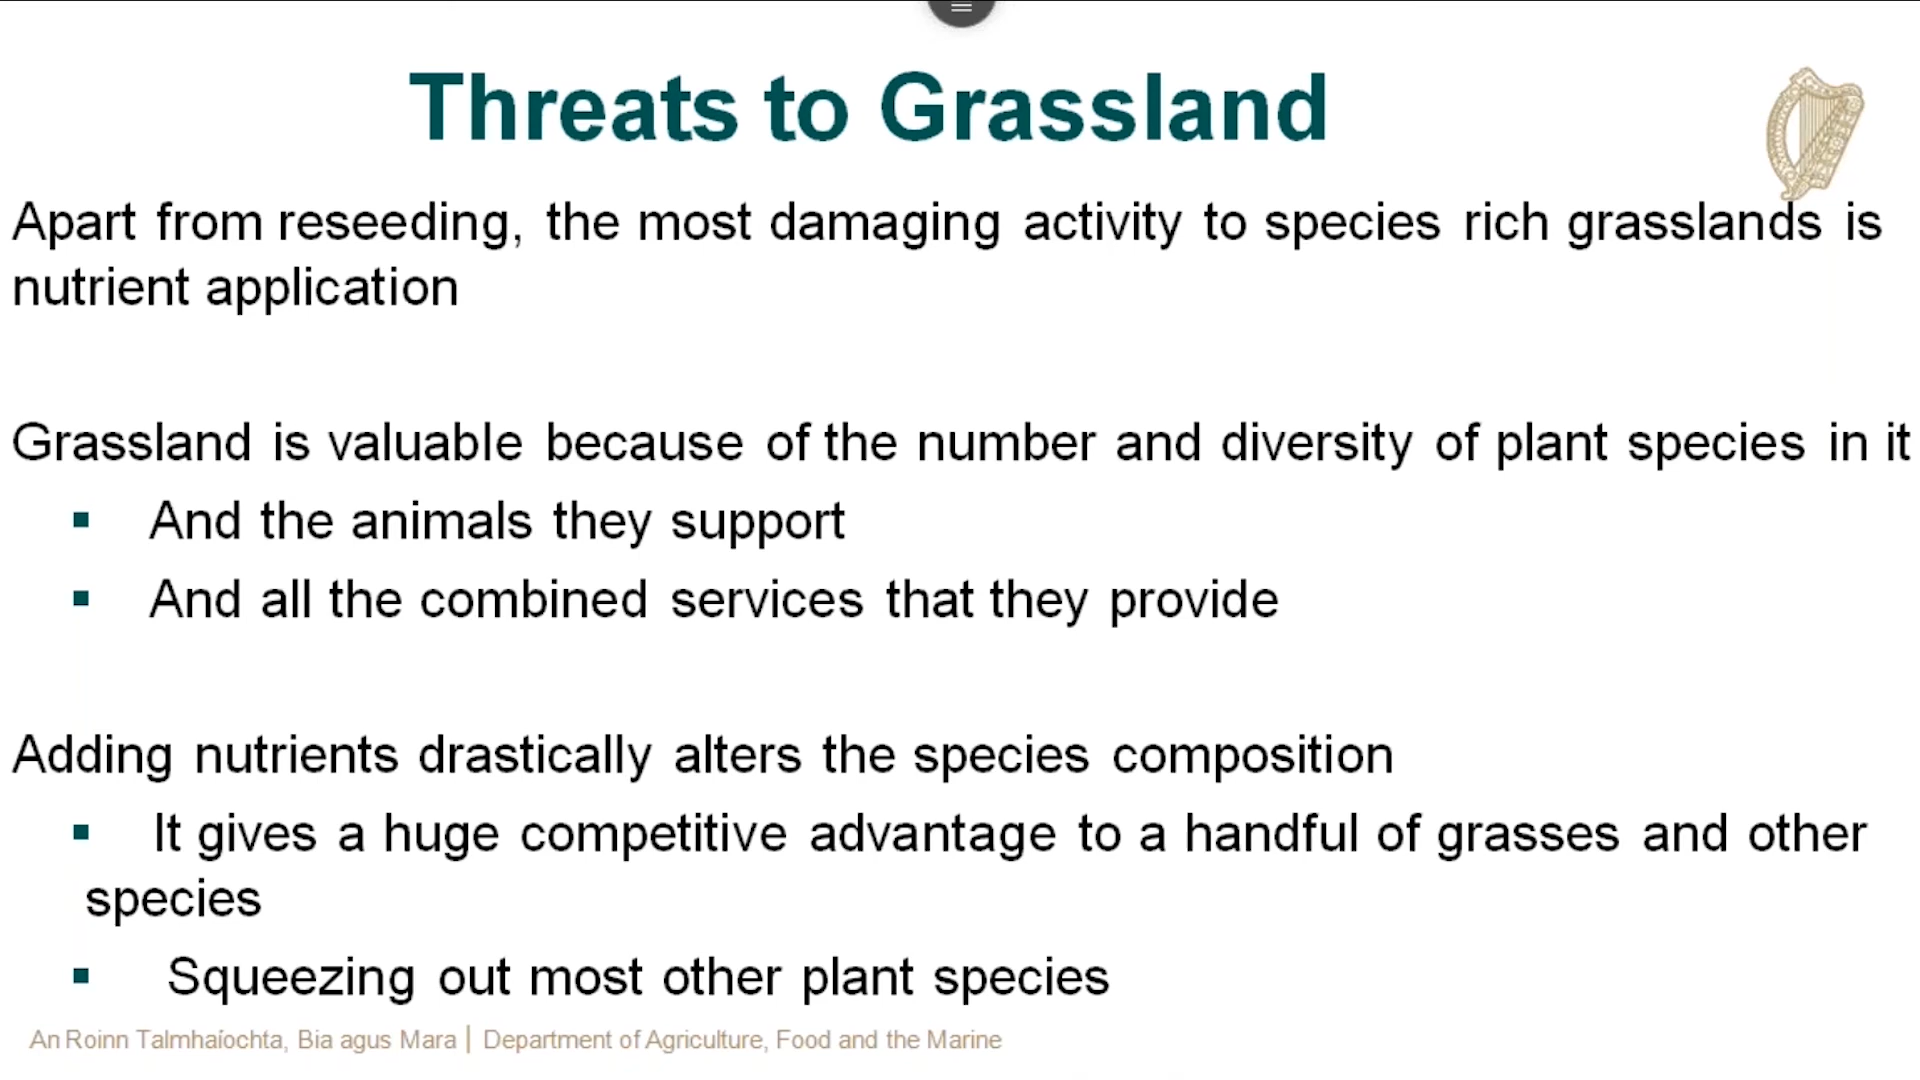 Threats to Grassland
Apart from reseeding, the most damaging activity to species rich grasslands is
nutrient application
Grassland is valuable because of the number and diversity of plant species in it
▪ And the animals they support
▪ And all the combined services that they provide
Adding nutrients drastically alters the species composition
▪ It gives a huge competitive advantage to a handful of grasses and other
species
▪ Squeezing out most other plant species
An Roinn Talmhaíochta, Bia agus Mara | Department of Agriculture, Food and the Marine